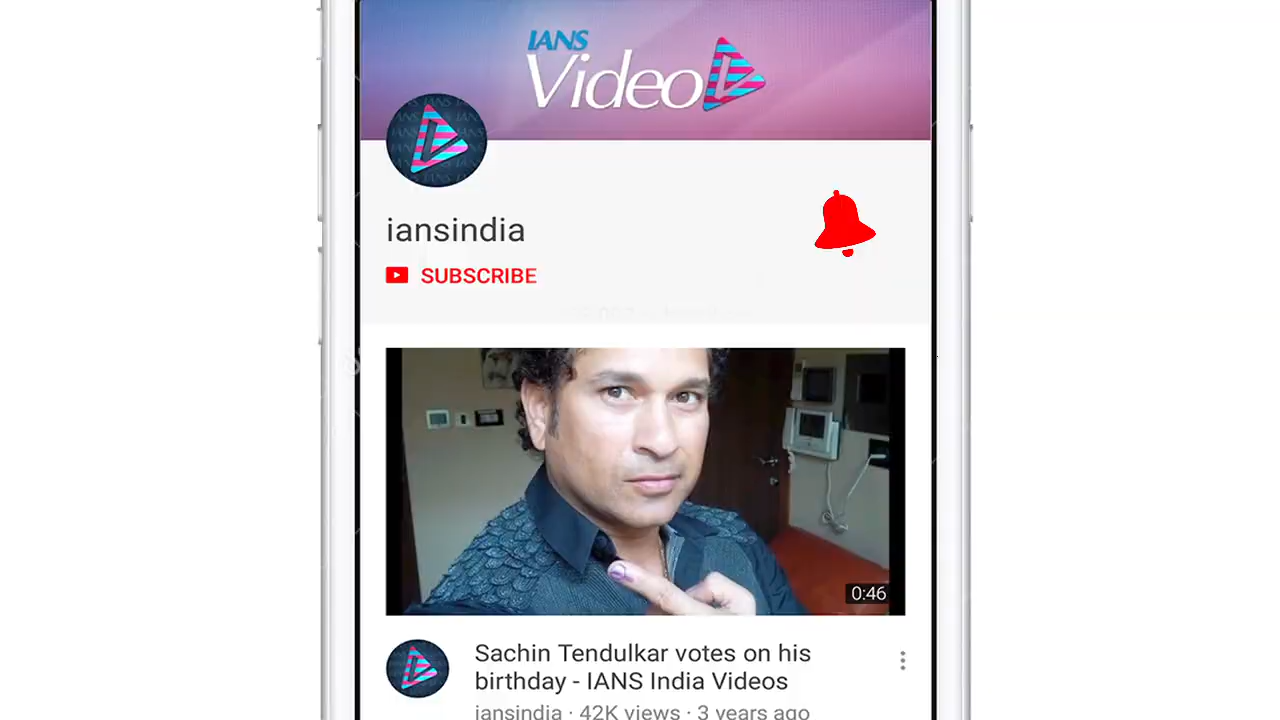 IANS
Video
iansindia
SUBSCRIBE
0:46
Sachin Tendulkar votes on his
birthday - IANS India Videos
iansindia · 42K views · 3 years ago